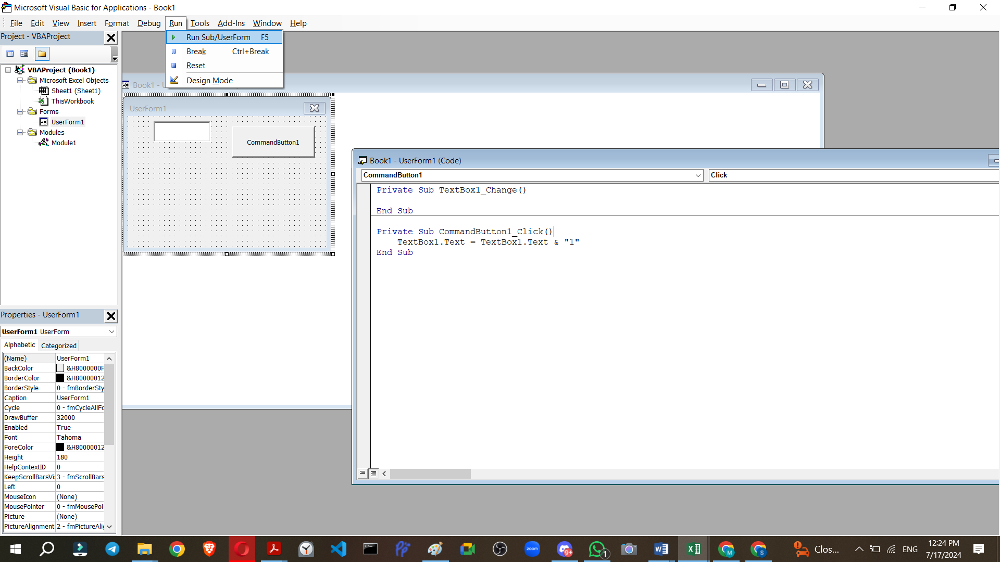 Microsoft Visual Basic for Applications - Book1
File Edit View Insert Format Debug Run Tools Add-Ins Window Help
Run Sub/UserForm F5
Break Ctrl+Break
Reset
Design Mode
Project - VBAProject
VBAProject (Book1)
Microsoft Excel Objects
Sheet1 (Sheet1)
ThisWorkbook
Forms
UserForm1
Modules
Module1
Book1 - U
UserForm1
CommandButton1
Book1 - UserForm1 (Code)
CommandButton1 Click
Private Sub TextBox1_Change()
End Sub
Private Sub CommandButton1_Click()
TextBox1.Text = TextBox1.Text & "1"
End Sub
Properties - UserForm1
UserForm1 UserForm
Alphabetic Categorized
(Name) UserForm1
BackColor &H8000000F
BorderColor &H80000012
BorderStyle 0 - fmBorderSty
Caption UserForm1
Cycle 0 - fmCycleAllFo
DrawBuffer 32000
Enabled True
Font Tahoma
ForeColor &H80000012
Height 180
HelpContextID 0
KeepScrollBarsVis 3 - fmScrollBars
Left 0
MouseIcon (None)
MousePointer 0 - fmMousePoi
Picture (None)
PictureAlignment 2 - fmPictureAli
zoom 9+ 1 M S Clos... ENG 12:24 PM
7/17/2024